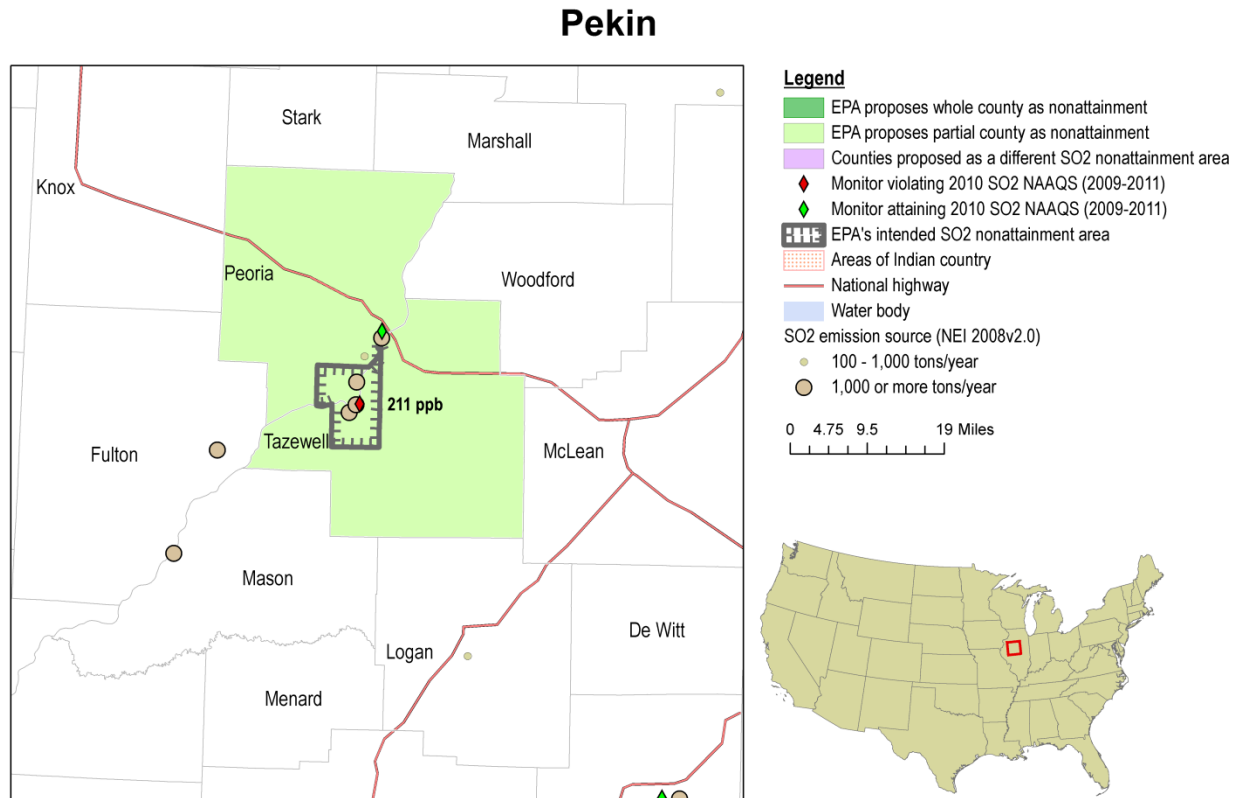 Pekin
Stark
Marshall
Knox
Peoria
Woodford
211 ppb
Tazewell
Fulton
McLean
Mason
De Witt
Logan
Menard
Legend
EPA proposes whole county as nonattainment
EPA proposes partial county as nonattainment
Counties proposed as a different SO2 nonattainment area
Monitor violating 2010 SO2 NAAQS (2009-2011)
Monitor attaining 2010 SO2 NAAQS (2009-2011)
EPA's intended SO2 nonattainment area
Areas of Indian country
National highway
Water body
SO2 emission source (NEI 2008v2.0)
100 - 1,000 tons/year
1,000 or more tons/year
0 4.75 9.5 19 Miles